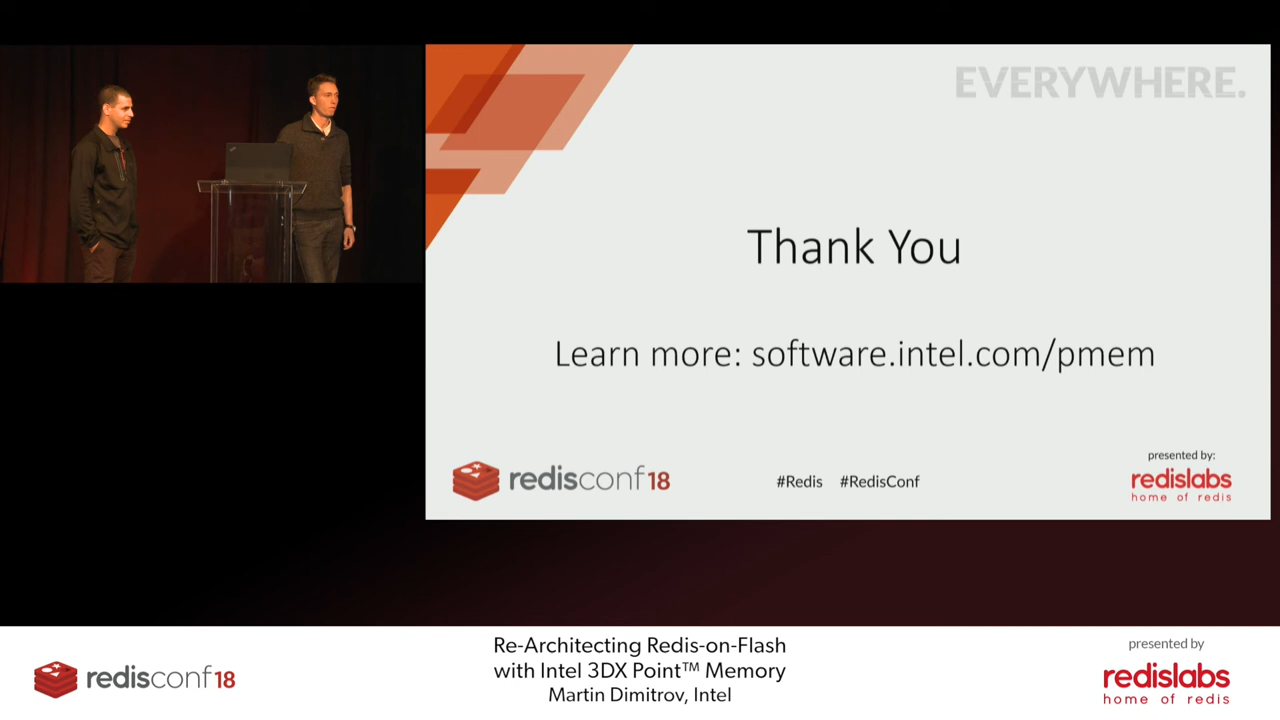 EVERYWHERE.
Thank You
Learn more: software.intel.com/pmem
redisconf18
#Redis #RedisConf
presented by:
redislabs
home of redis
redisconf18
Re-Architecting Redis-on-Flash
with Intel 3DX Point™ Memory
Martin Dimitrov, Intel
presented by
redislabs
home of redis